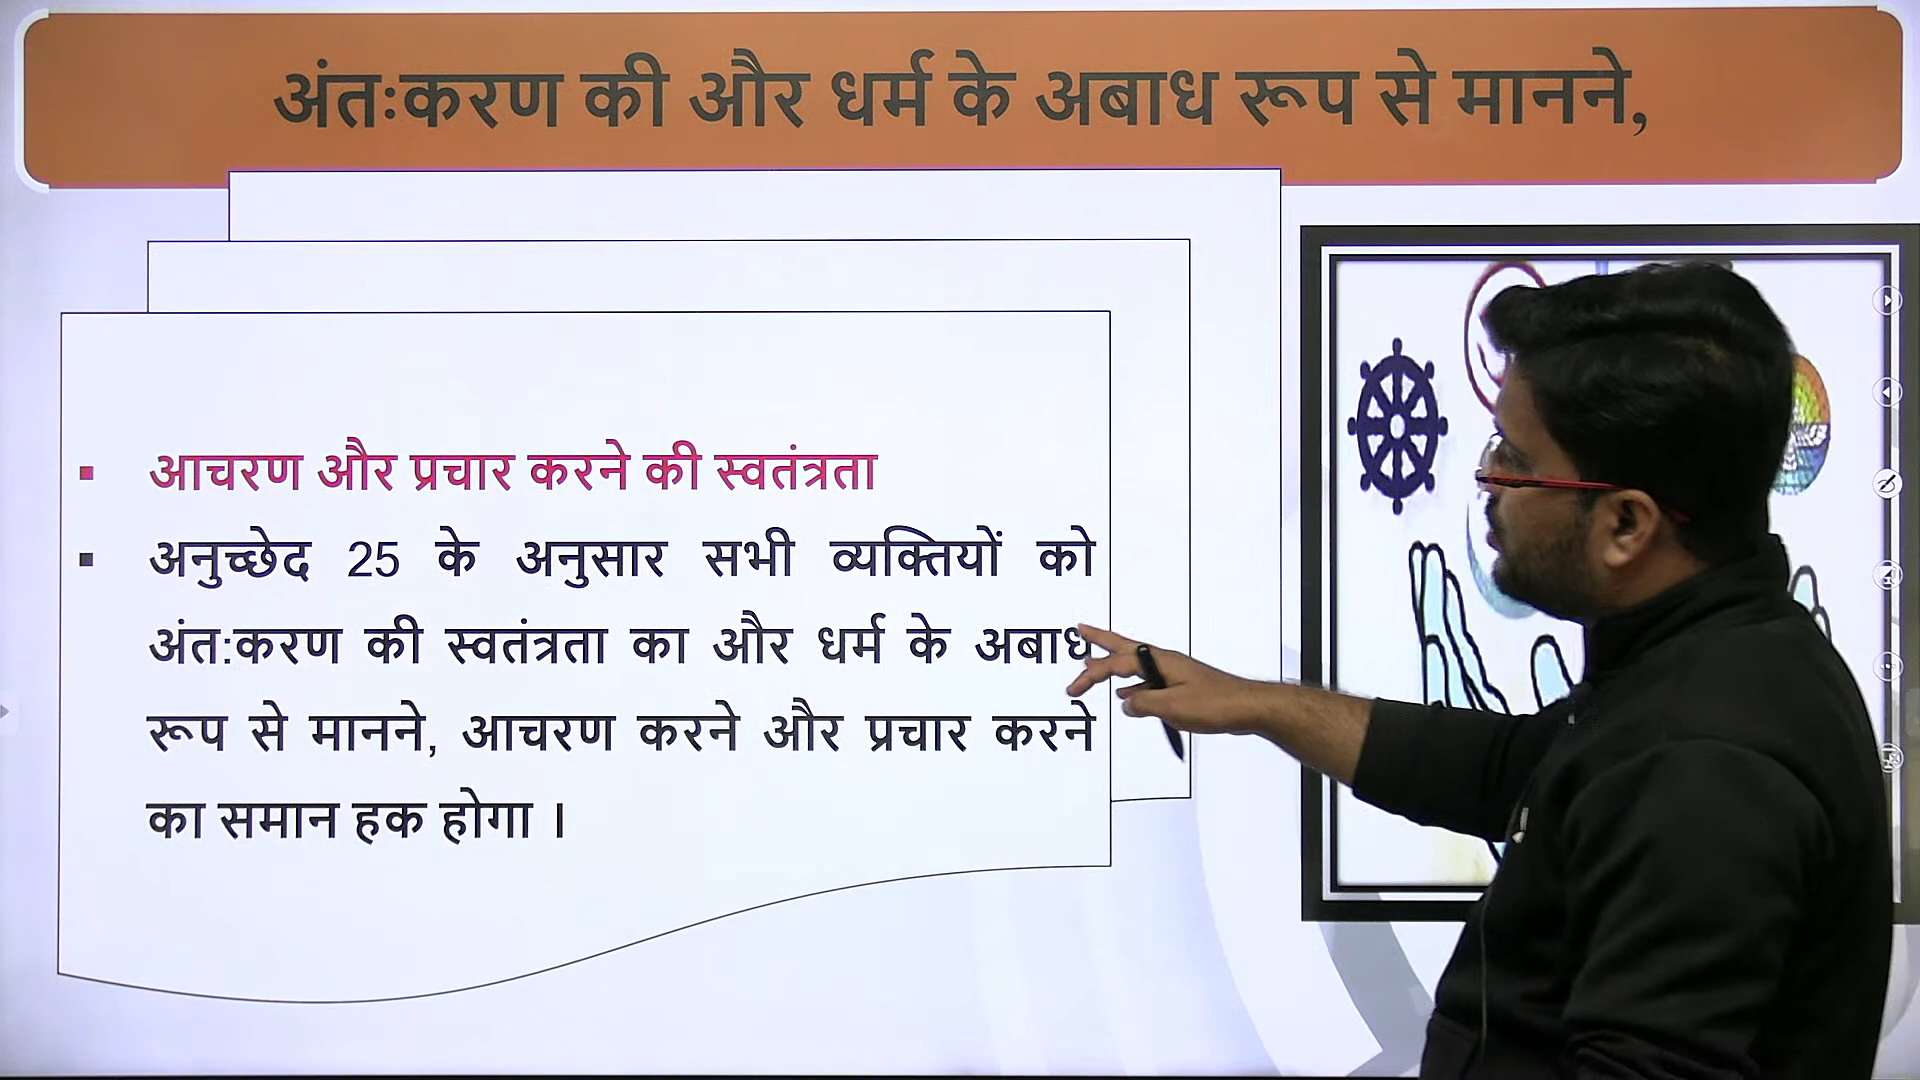 अंतःकरण की और धर्म के अबाध रूप से मानने,
आचरण और प्रचार करने की स्वतंत्रता
अनुच्छेद 25 के अनुसार सभी व्यक्तियों को
अंत:करण की स्वतंत्रता का और धर्म के अबाध
रूप से मानने, आचरण करने और प्रचार करने
का समान हक होगा ।